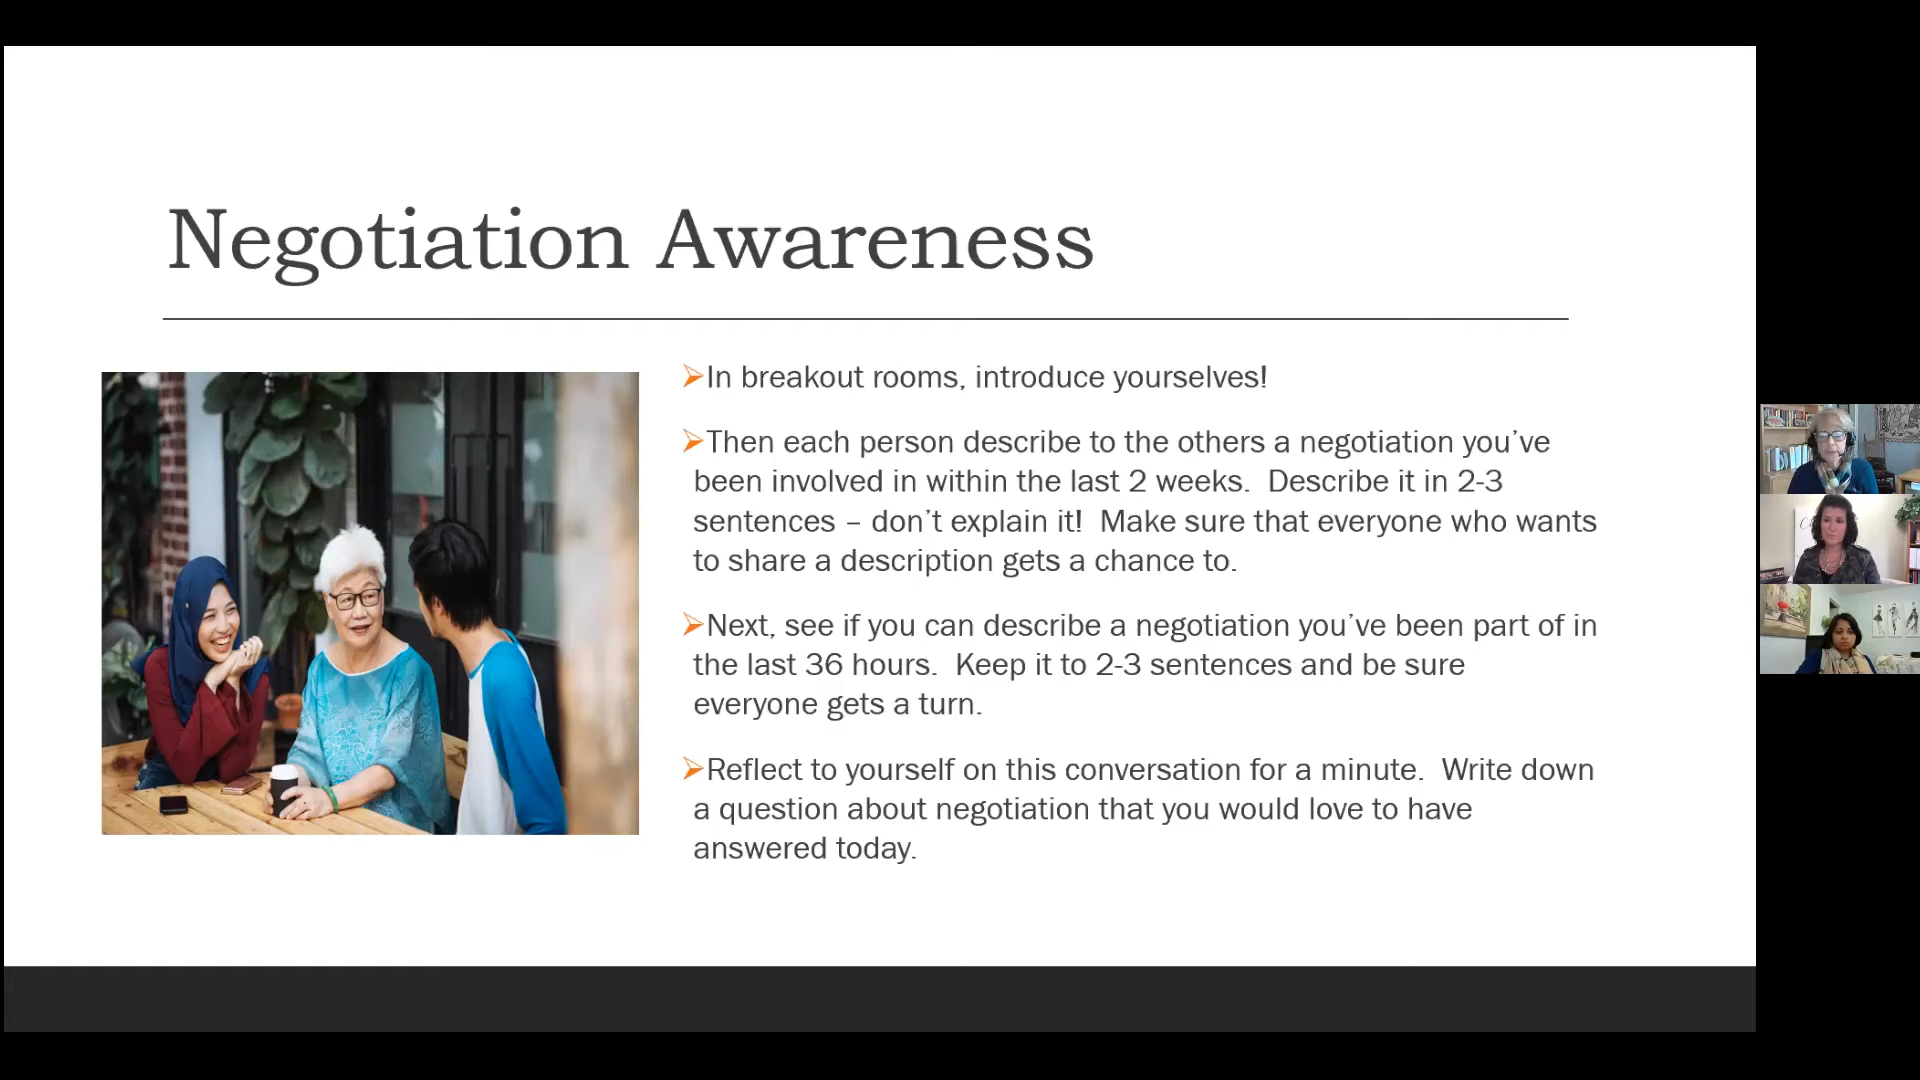 Negotiation Awareness
➢In breakout rooms, introduce yourselves!
➢Then each person describe to the others a negotiation you’ve
been involved in within the last 2 weeks.  Describe it in 2-3
sentences – don’t explain it!  Make sure that everyone who wants
to share a description gets a chance to.
➢Next, see if you can describe a negotiation you’ve been part of in
the last 36 hours.  Keep it to 2-3 sentences and be sure
everyone gets a turn.
➢Reflect to yourself on this conversation for a minute.  Write down
a question about negotiation that you would love to have
answered today.